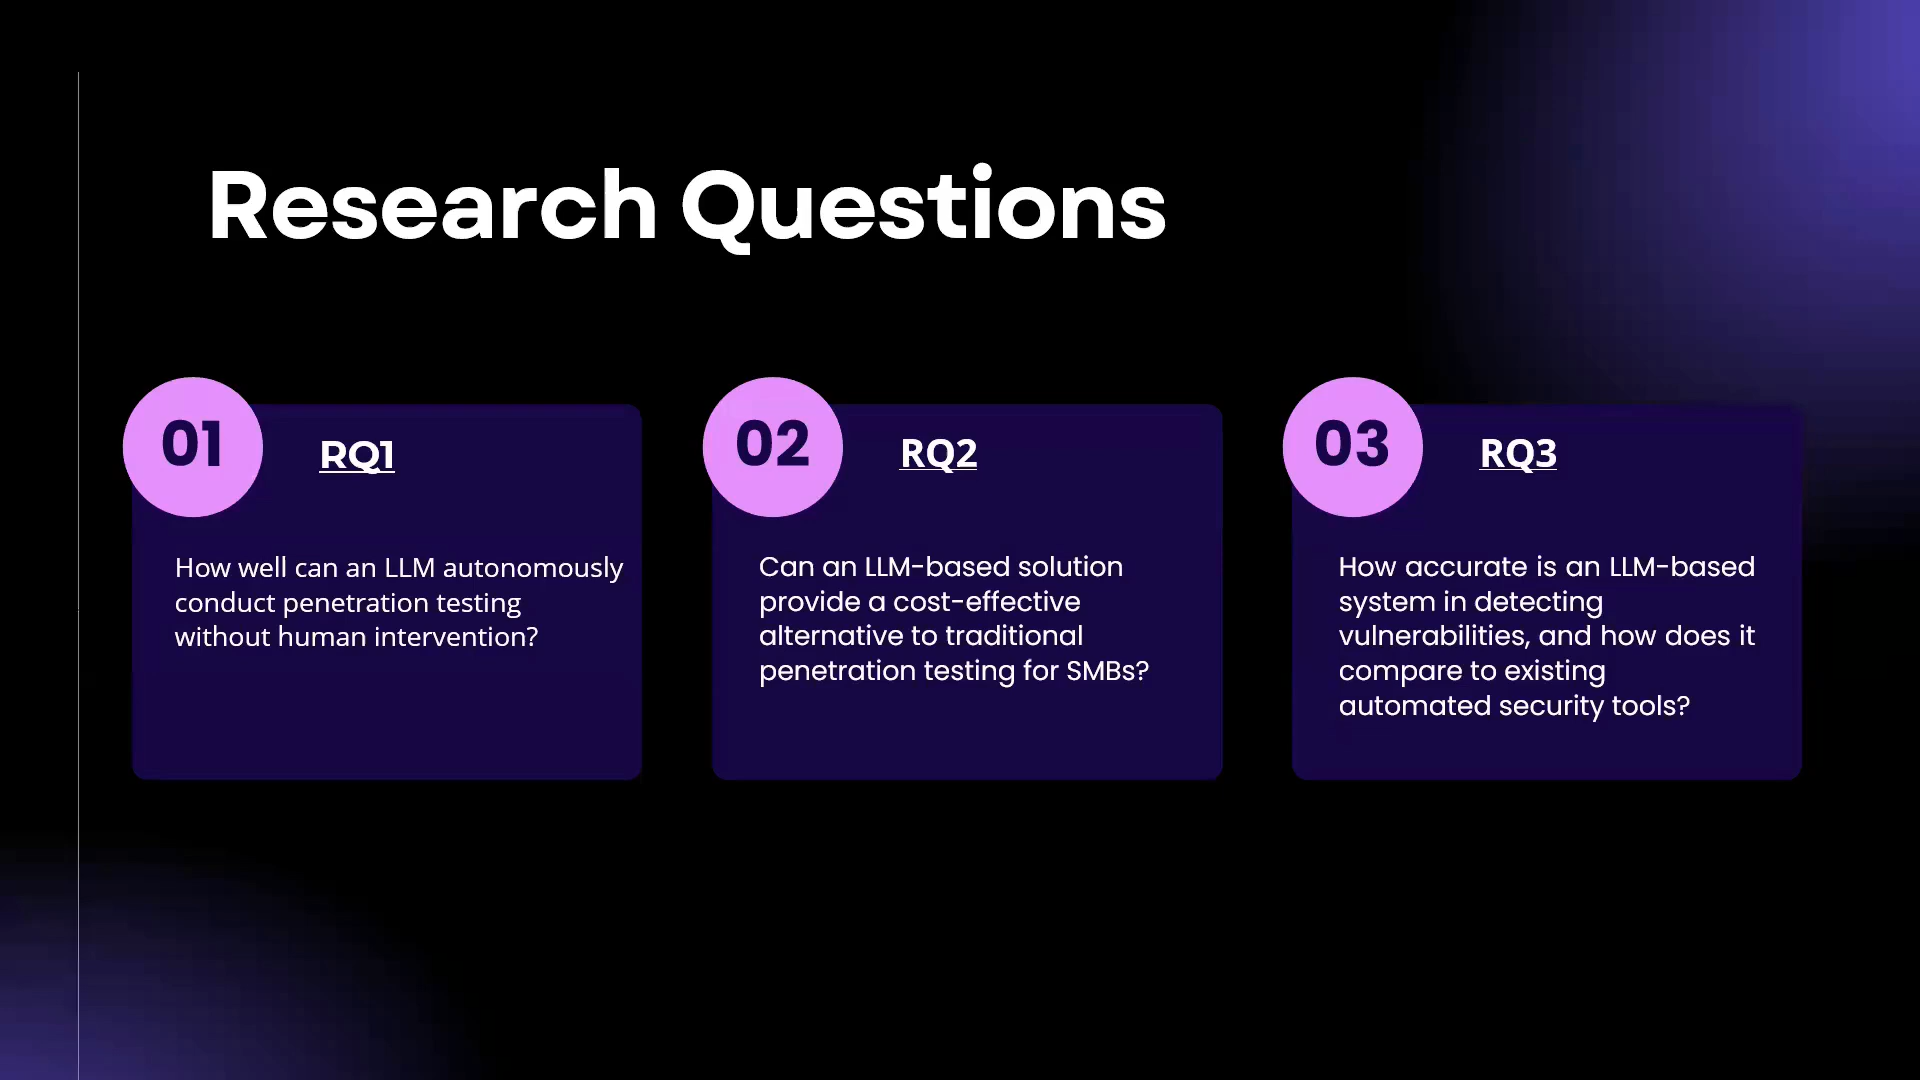 Research Questions
01
RQ1
How well can an LLM autonomously
conduct penetration testing
without human intervention?
02
RQ2
Can an LLM-based solution
provide a cost-effective
alternative to traditional
penetration testing for SMBs?
03
RQ3
How accurate is an LLM-based
system in detecting
vulnerabilities, and how does it
compare to existing
automated security tools?